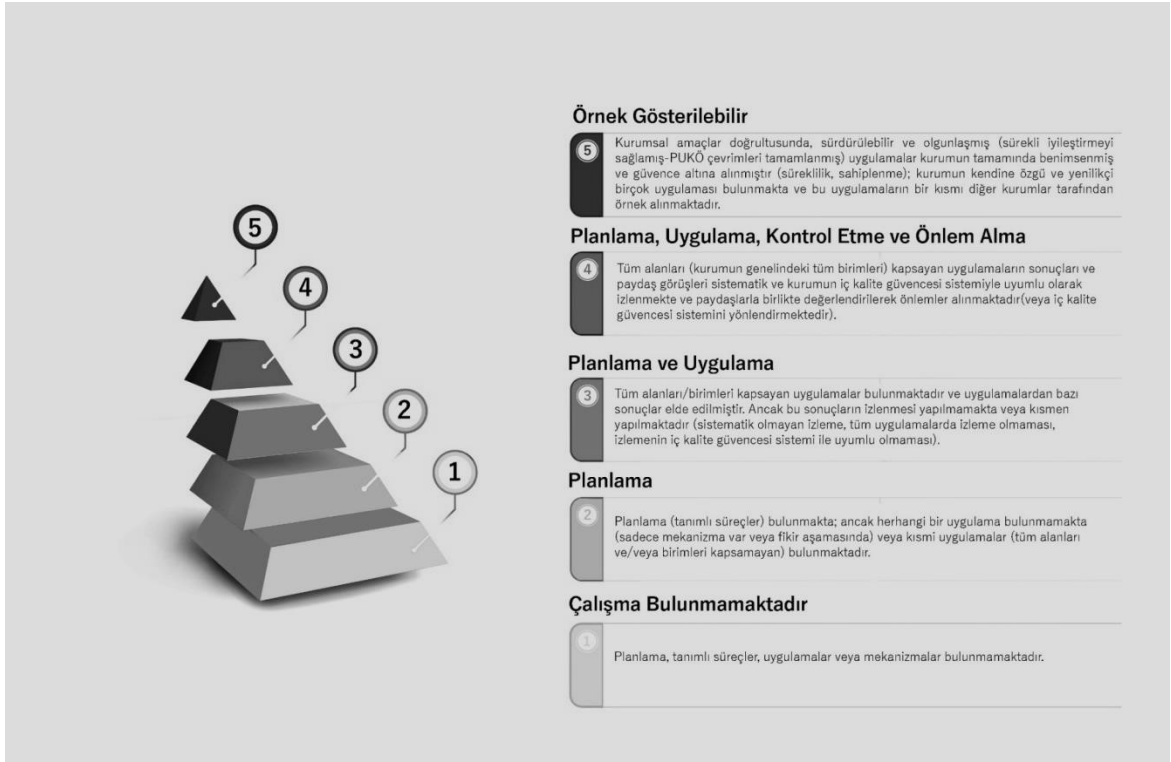 5
4
3
2
1
Örnek Gösterilebilir
5
Kurumsal amaçlar doğrultusunda, sürdürülebilir ve olgunlaşmış (sürekli iyileştirmeyi
sağlamış-PUKÖ çevrimleri tamamlanmış) uygulamalar kurumun tamamında benimsenmiş
ve güvence altına alınmıştır (süreklilik, sahiplenme); kurumun kendine özgü ve yenilikçi
birçok uygulaması bulunmakta ve bu uygulamaların bir kısmı diğer kurumlar tarafından
örnek alınmaktadır.
Planlama, Uygulama, Kontrol Etme ve Önlem Alma
4
Tüm alanları (kurumun genelindeki tüm birimleri) kapsayan uygulamaların sonuçları ve
paydaş görüşleri sistematik ve kurumun iç kalite güvencesi sistemiyle uyumlu olarak
izlenmekte ve paydaşlarla birlikte değerlendirilerek önlemler alınmaktadır(veya iç kalite
güvencesi sistemini yönlendirmektedir).
Planlama ve Uygulama
3
Tüm alanları/birimleri kapsayan uygulamalar bulunmaktadır ve uygulamalardan bazı
sonuçlar elde edilmiştir. Ancak bu sonuçların izlenmesi yapılmamakta veya kısmen
yapılmaktadır (sistematik olmayan izleme, tüm uygulamalarda izleme olmaması,
izlemenin iç kalite güvencesi sistemi ile uyumlu olmaması).
Planlama
2
Planlama (tanımlı süreçler) bulunmakta; ancak herhangi bir uygulama bulunmamakta
(sadece mekanizma var veya fikir aşamasında) veya kısmi uygulamalar (tüm alanları
ve/veya birimleri kapsamayan) bulunmaktadır.
Çalışma Bulunmamaktadır
1
Planlama, tanımlı süreçler, uygulamalar veya mekanizmalar bulunmamaktadır.